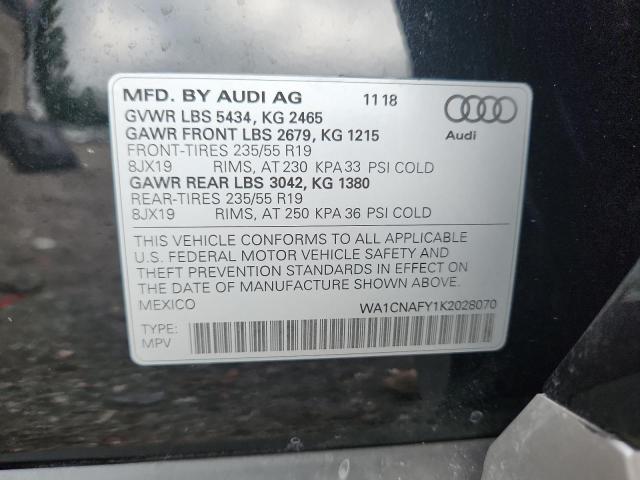 MFD. BY AUDI AG 11 18
GVWR LBS 5434, KG 2465
GAWR FRONT LBS 2679, KG 1215
FRONT-TIRES 235/55 R19
8JX19 RIMS, AT 230 KPA 33 PSI COLD
GAWR REAR LBS 3042, KG 1380
REAR-TIRES 235/55 R19
8JX19 RIMS, AT 250 KPA 36 PSI COLD
Audi
THIS VEHICLE CONFORMS TO ALL APPLICABLE
U.S. FEDERAL MOTOR VEHICLE SAFETY AND
THEFT PREVENTION STANDARDS IN EFFECT ON
THE DATE OF MANUFACTURE SHOWN ABOVE.
MEXICO WA1CNAFY1K2028070
TYPE:
MPV